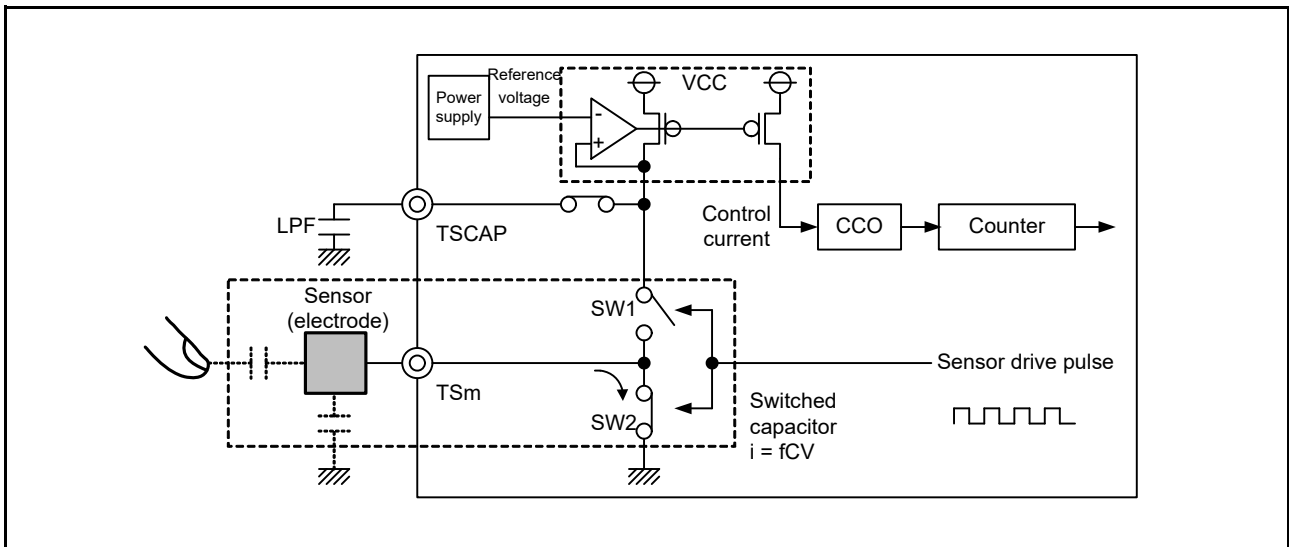 Power
supply
Reference
voltage
VCC
-
+
LPF
TSCAP
Control
current
CCO
Counter
Sensor
(electrode)
SW1
Sensor drive pulse
TSm
SW2
Switched
capacitor
i = fCV